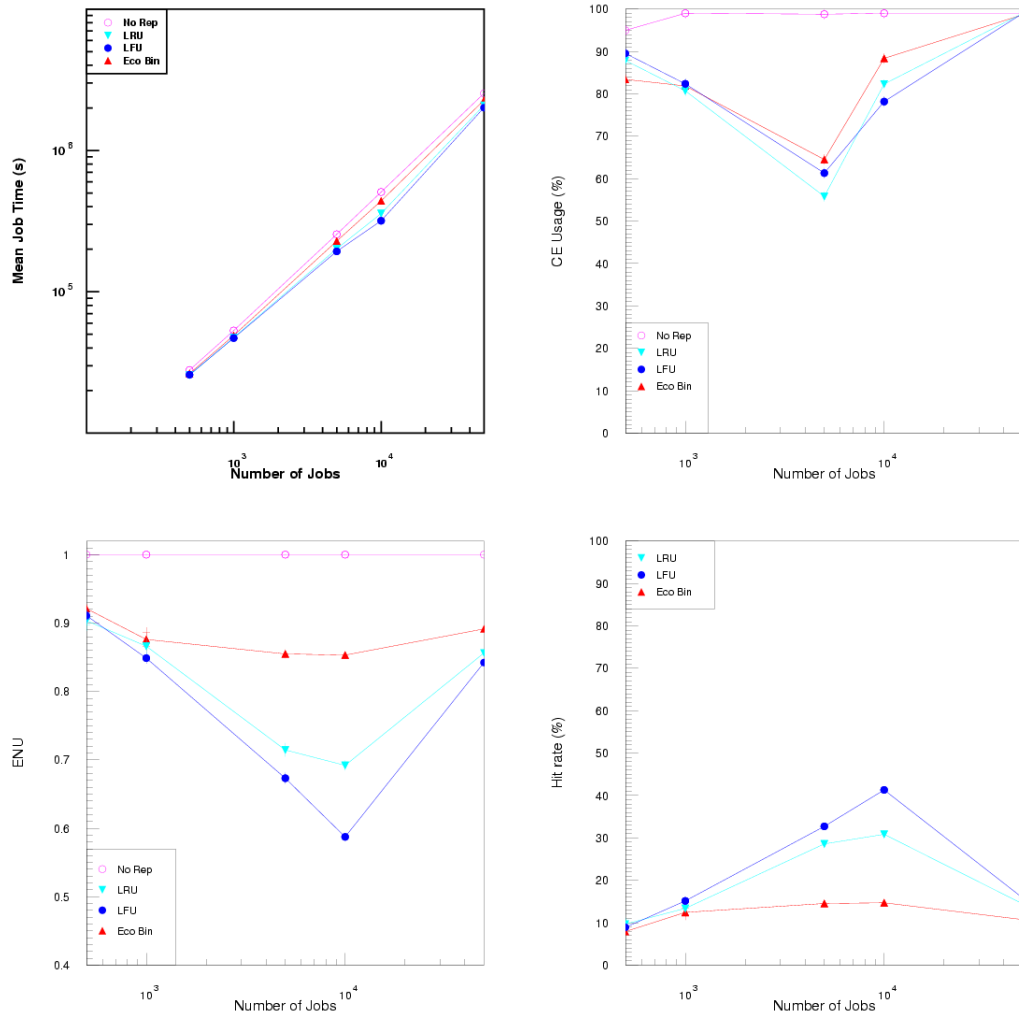 No Rep
LRU
LFU
Eco Bin
10^6
10^5
Mean Job Time (s)
10^3
10^4
Number of Jobs
100
90
80
70
60
50
40
30
20
10
0
CE Usage (%)
No Rep
LRU
LFU
Eco Bin
10^3
10^4
Number of Jobs
1
0.9
0.8
0.7
0.6
0.5
0.4
ENU
No Rep
LRU
LFU
Eco Bin
10^3
10^4
Number of Jobs
100
90
80
70
60
50
40
30
20
10
0
Hit rate (%)
LRU
LFU
Eco Bin
10^3
10^4
Number of Jobs